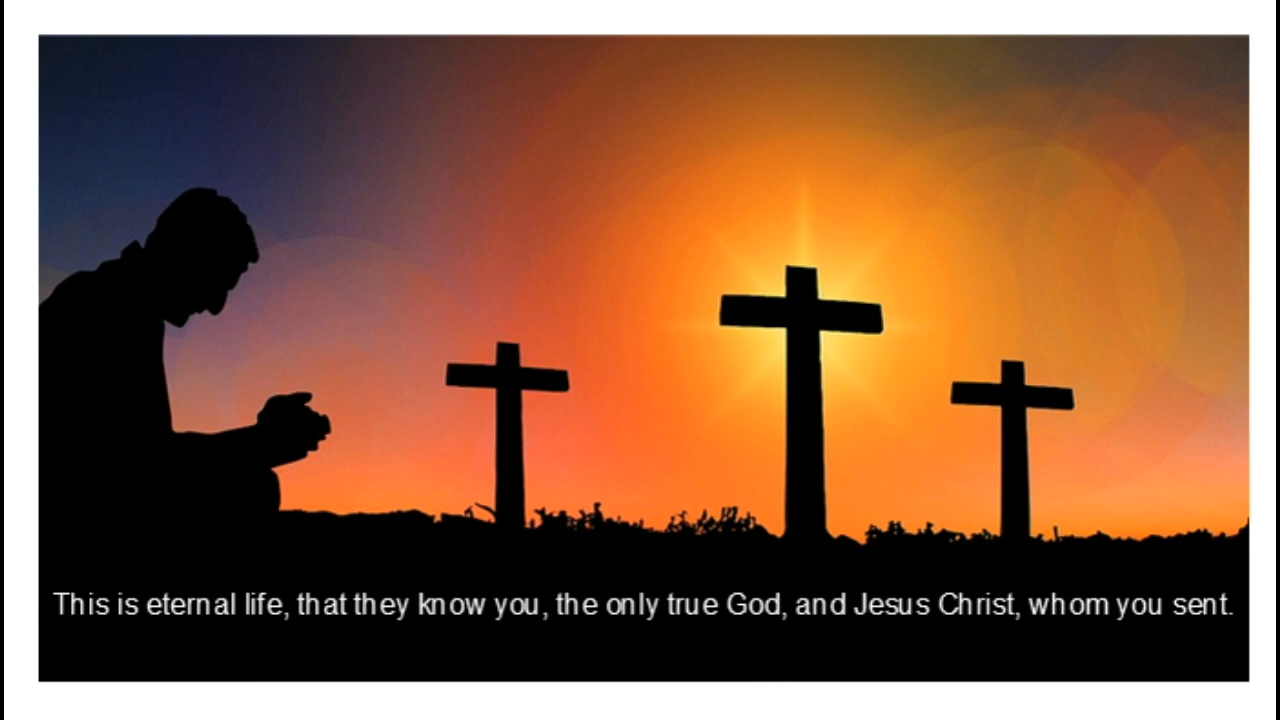 This is eternal life, that they know you, the only true God, and Jesus Christ, whom you sent.